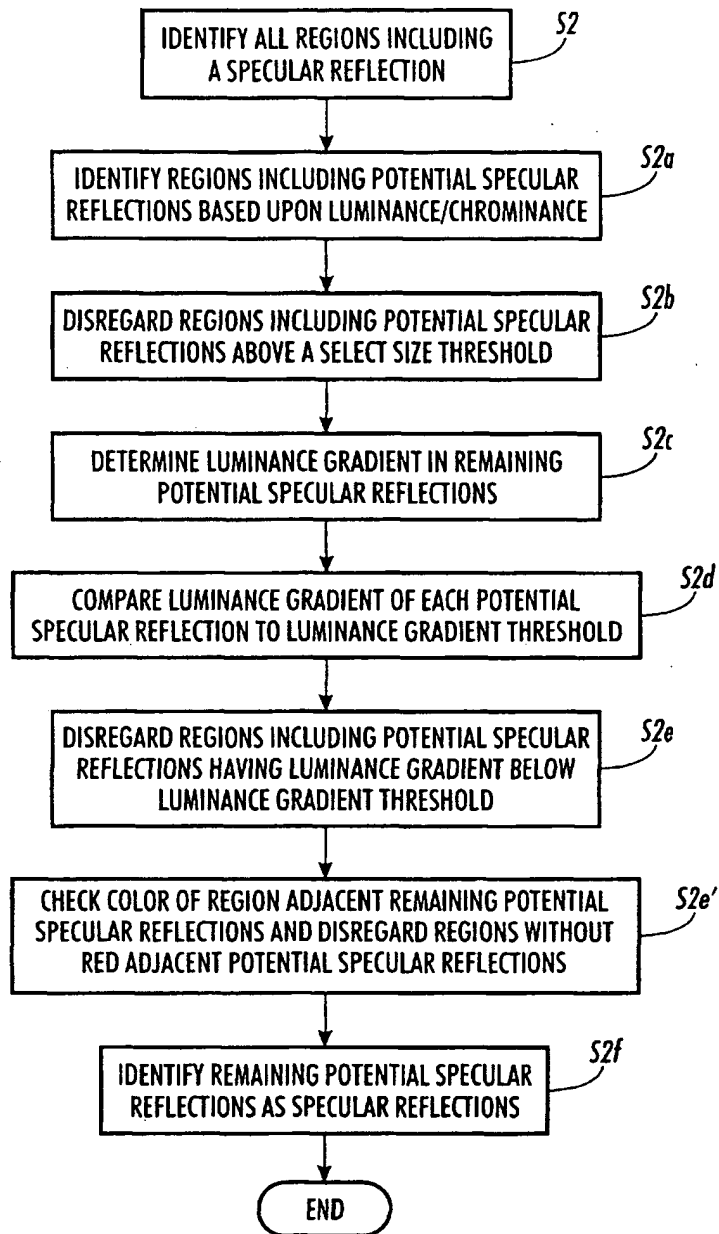 IDENTIFY ALL REGIONS INCLUDING
A SPECULAR REFLECTION
S2
IDENTIFY REGIONS INCLUDING POTENTIAL SPECULAR
REFLECTIONS BASED UPON LUMINANCE/CHROMINANCE
S2a
DISREGARD REGIONS INCLUDING POTENTIAL SPECULAR
REFLECTIONS ABOVE A SELECT SIZE THRESHOLD
S2b
DETERMINE LUMINANCE GRADIENT IN REMAINING
POTENTIAL SPECULAR REFLECTIONS
S2c
COMPARE LUMINANCE GRADIENT OF EACH POTENTIAL
SPECULAR REFLECTION TO LUMINANCE GRADIENT THRESHOLD
S2d
DISREGARD REGIONS INCLUDING POTENTIAL SPECULAR
REFLECTIONS HAVING LUMINANCE GRADIENT BELOW
LUMINANCE GRADIENT THRESHOLD
S2e
CHECK COLOR OF REGION ADJACENT REMAINING POTENTIAL
SPECULAR REFLECTIONS AND DISREGARD REGIONS WITHOUT
RED ADJACENT POTENTIAL SPECULAR REFLECTIONS
S2e'
IDENTIFY REMAINING POTENTIAL SPECULAR
REFLECTIONS AS SPECULAR REFLECTIONS
S2f
END